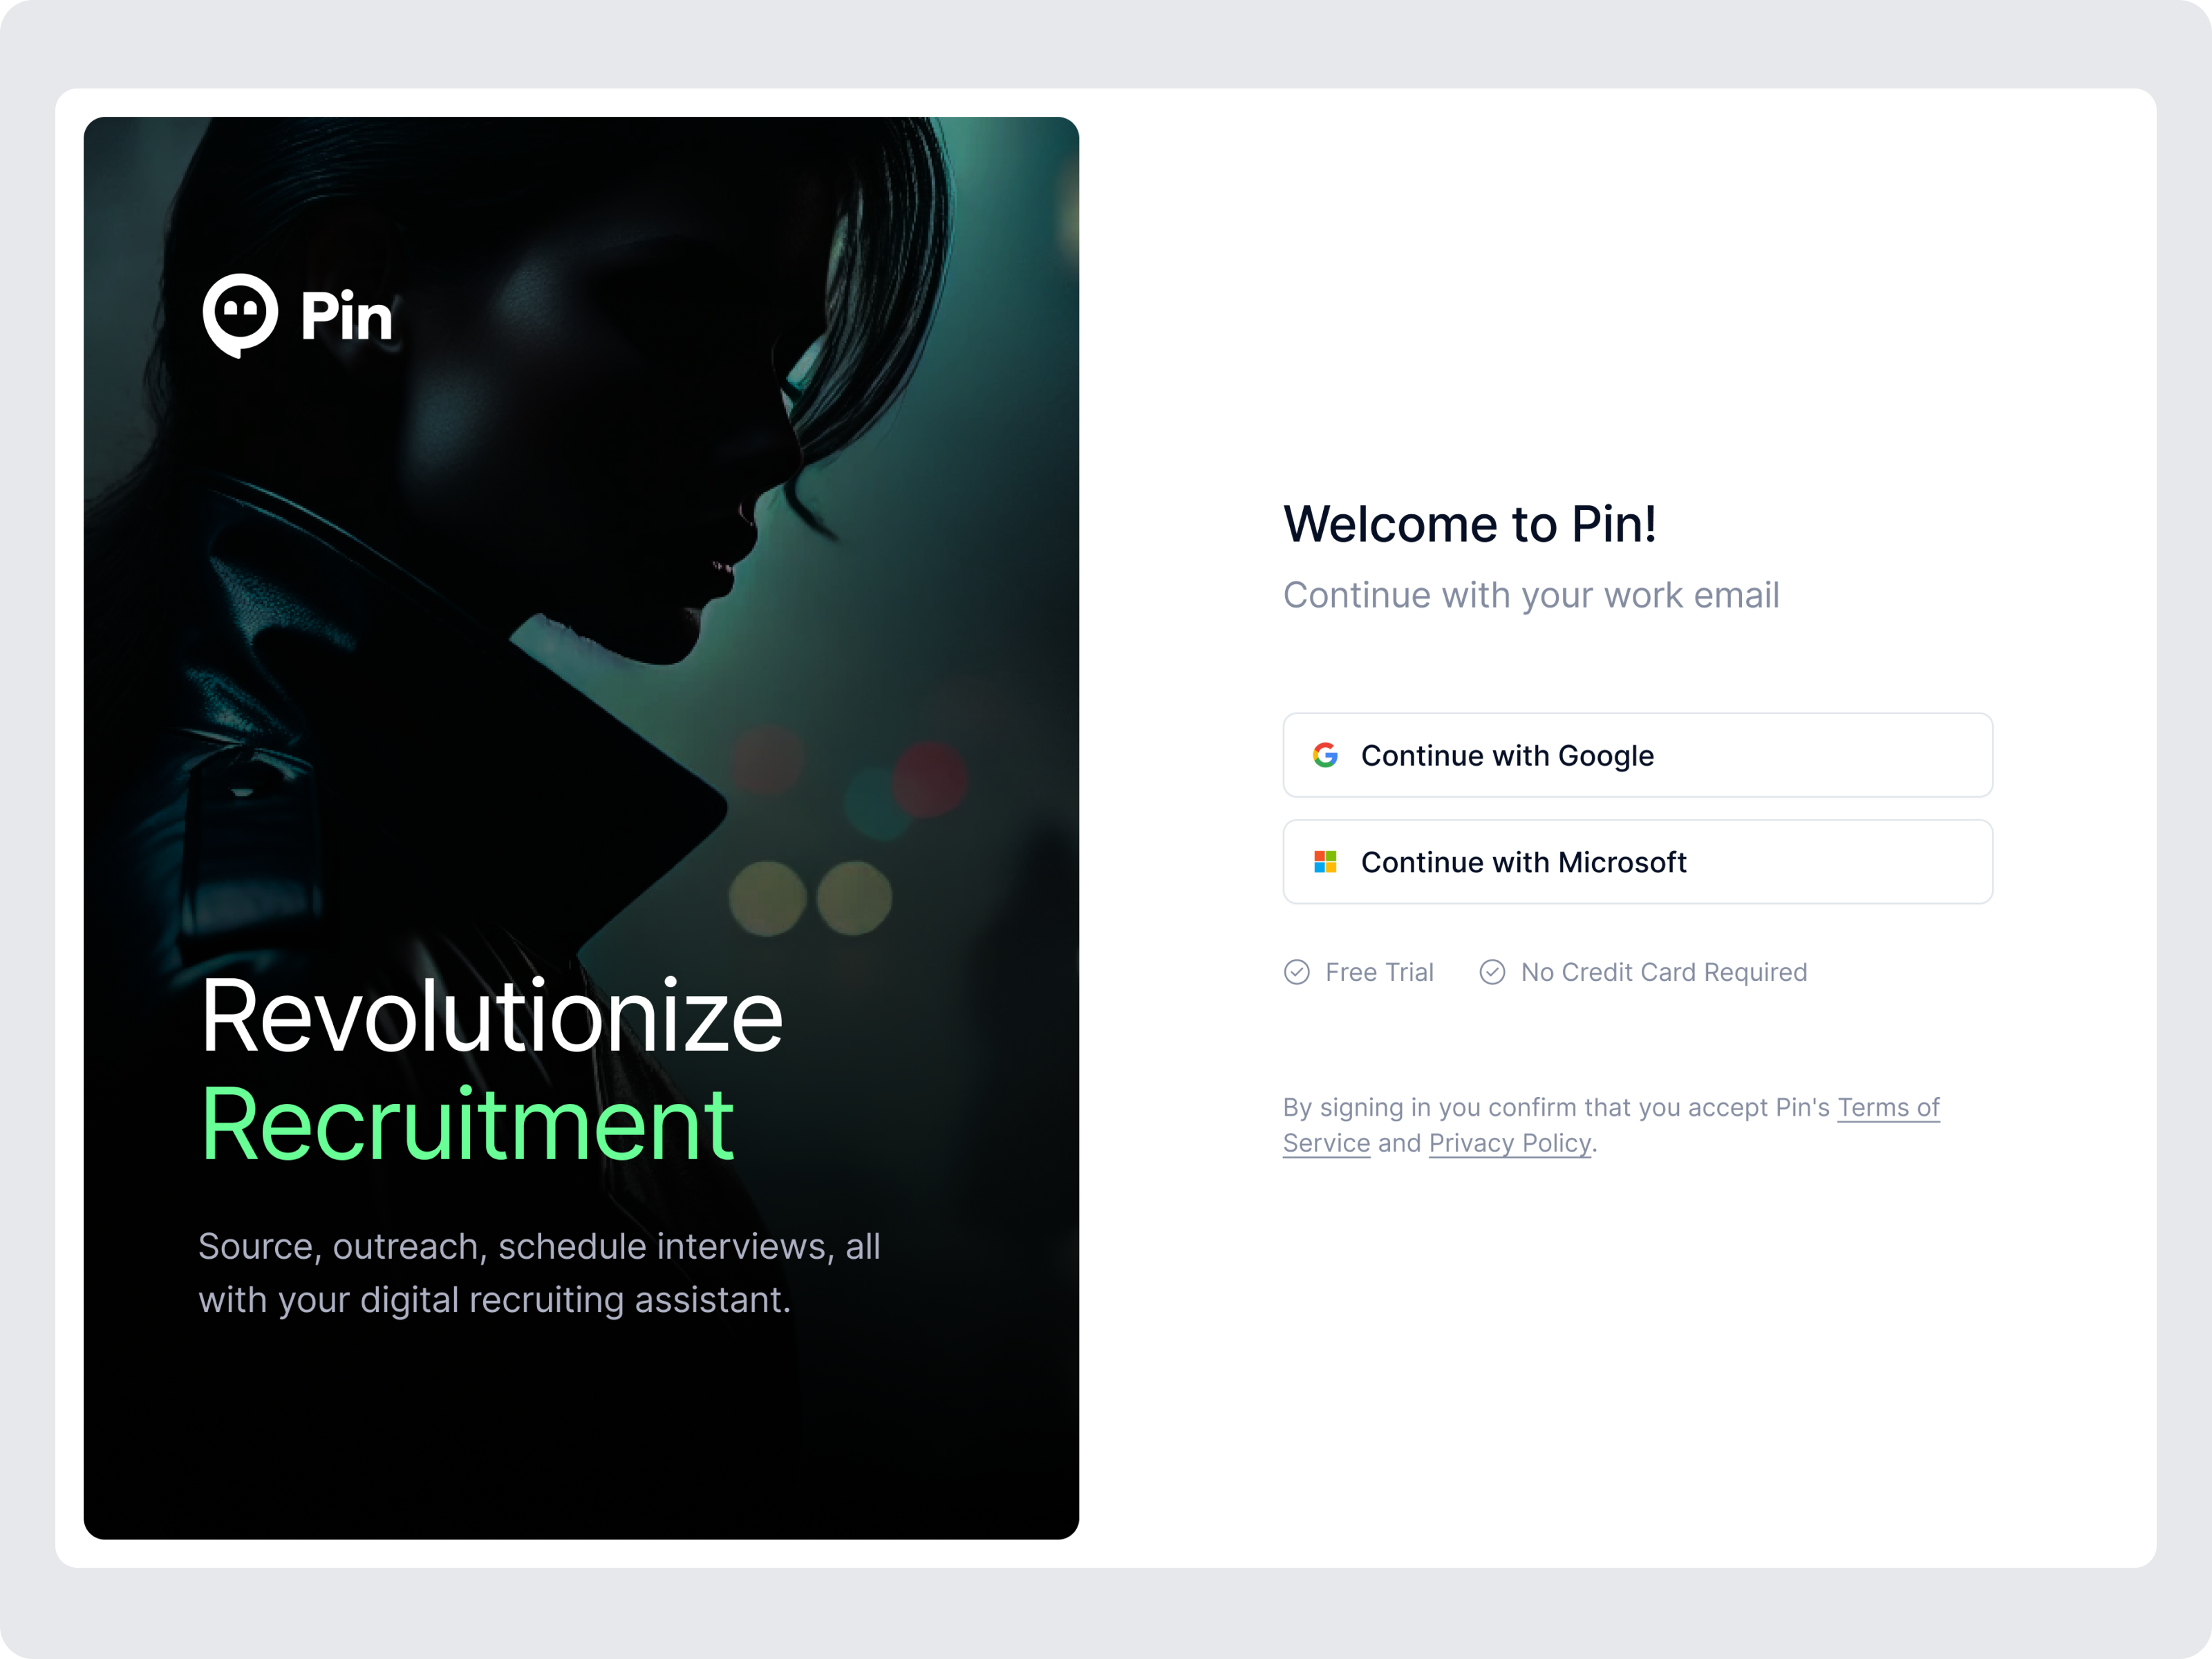 Pin
Revolutionize
Recruitment
Source, outreach, schedule interviews, all
with your digital recruiting assistant.
Welcome to Pin!
Continue with your work email
Continue with Google
Continue with Microsoft
Free Trial
No Credit Card Required
By signing in you confirm that you accept Pin's Terms of
Service and Privacy Policy.